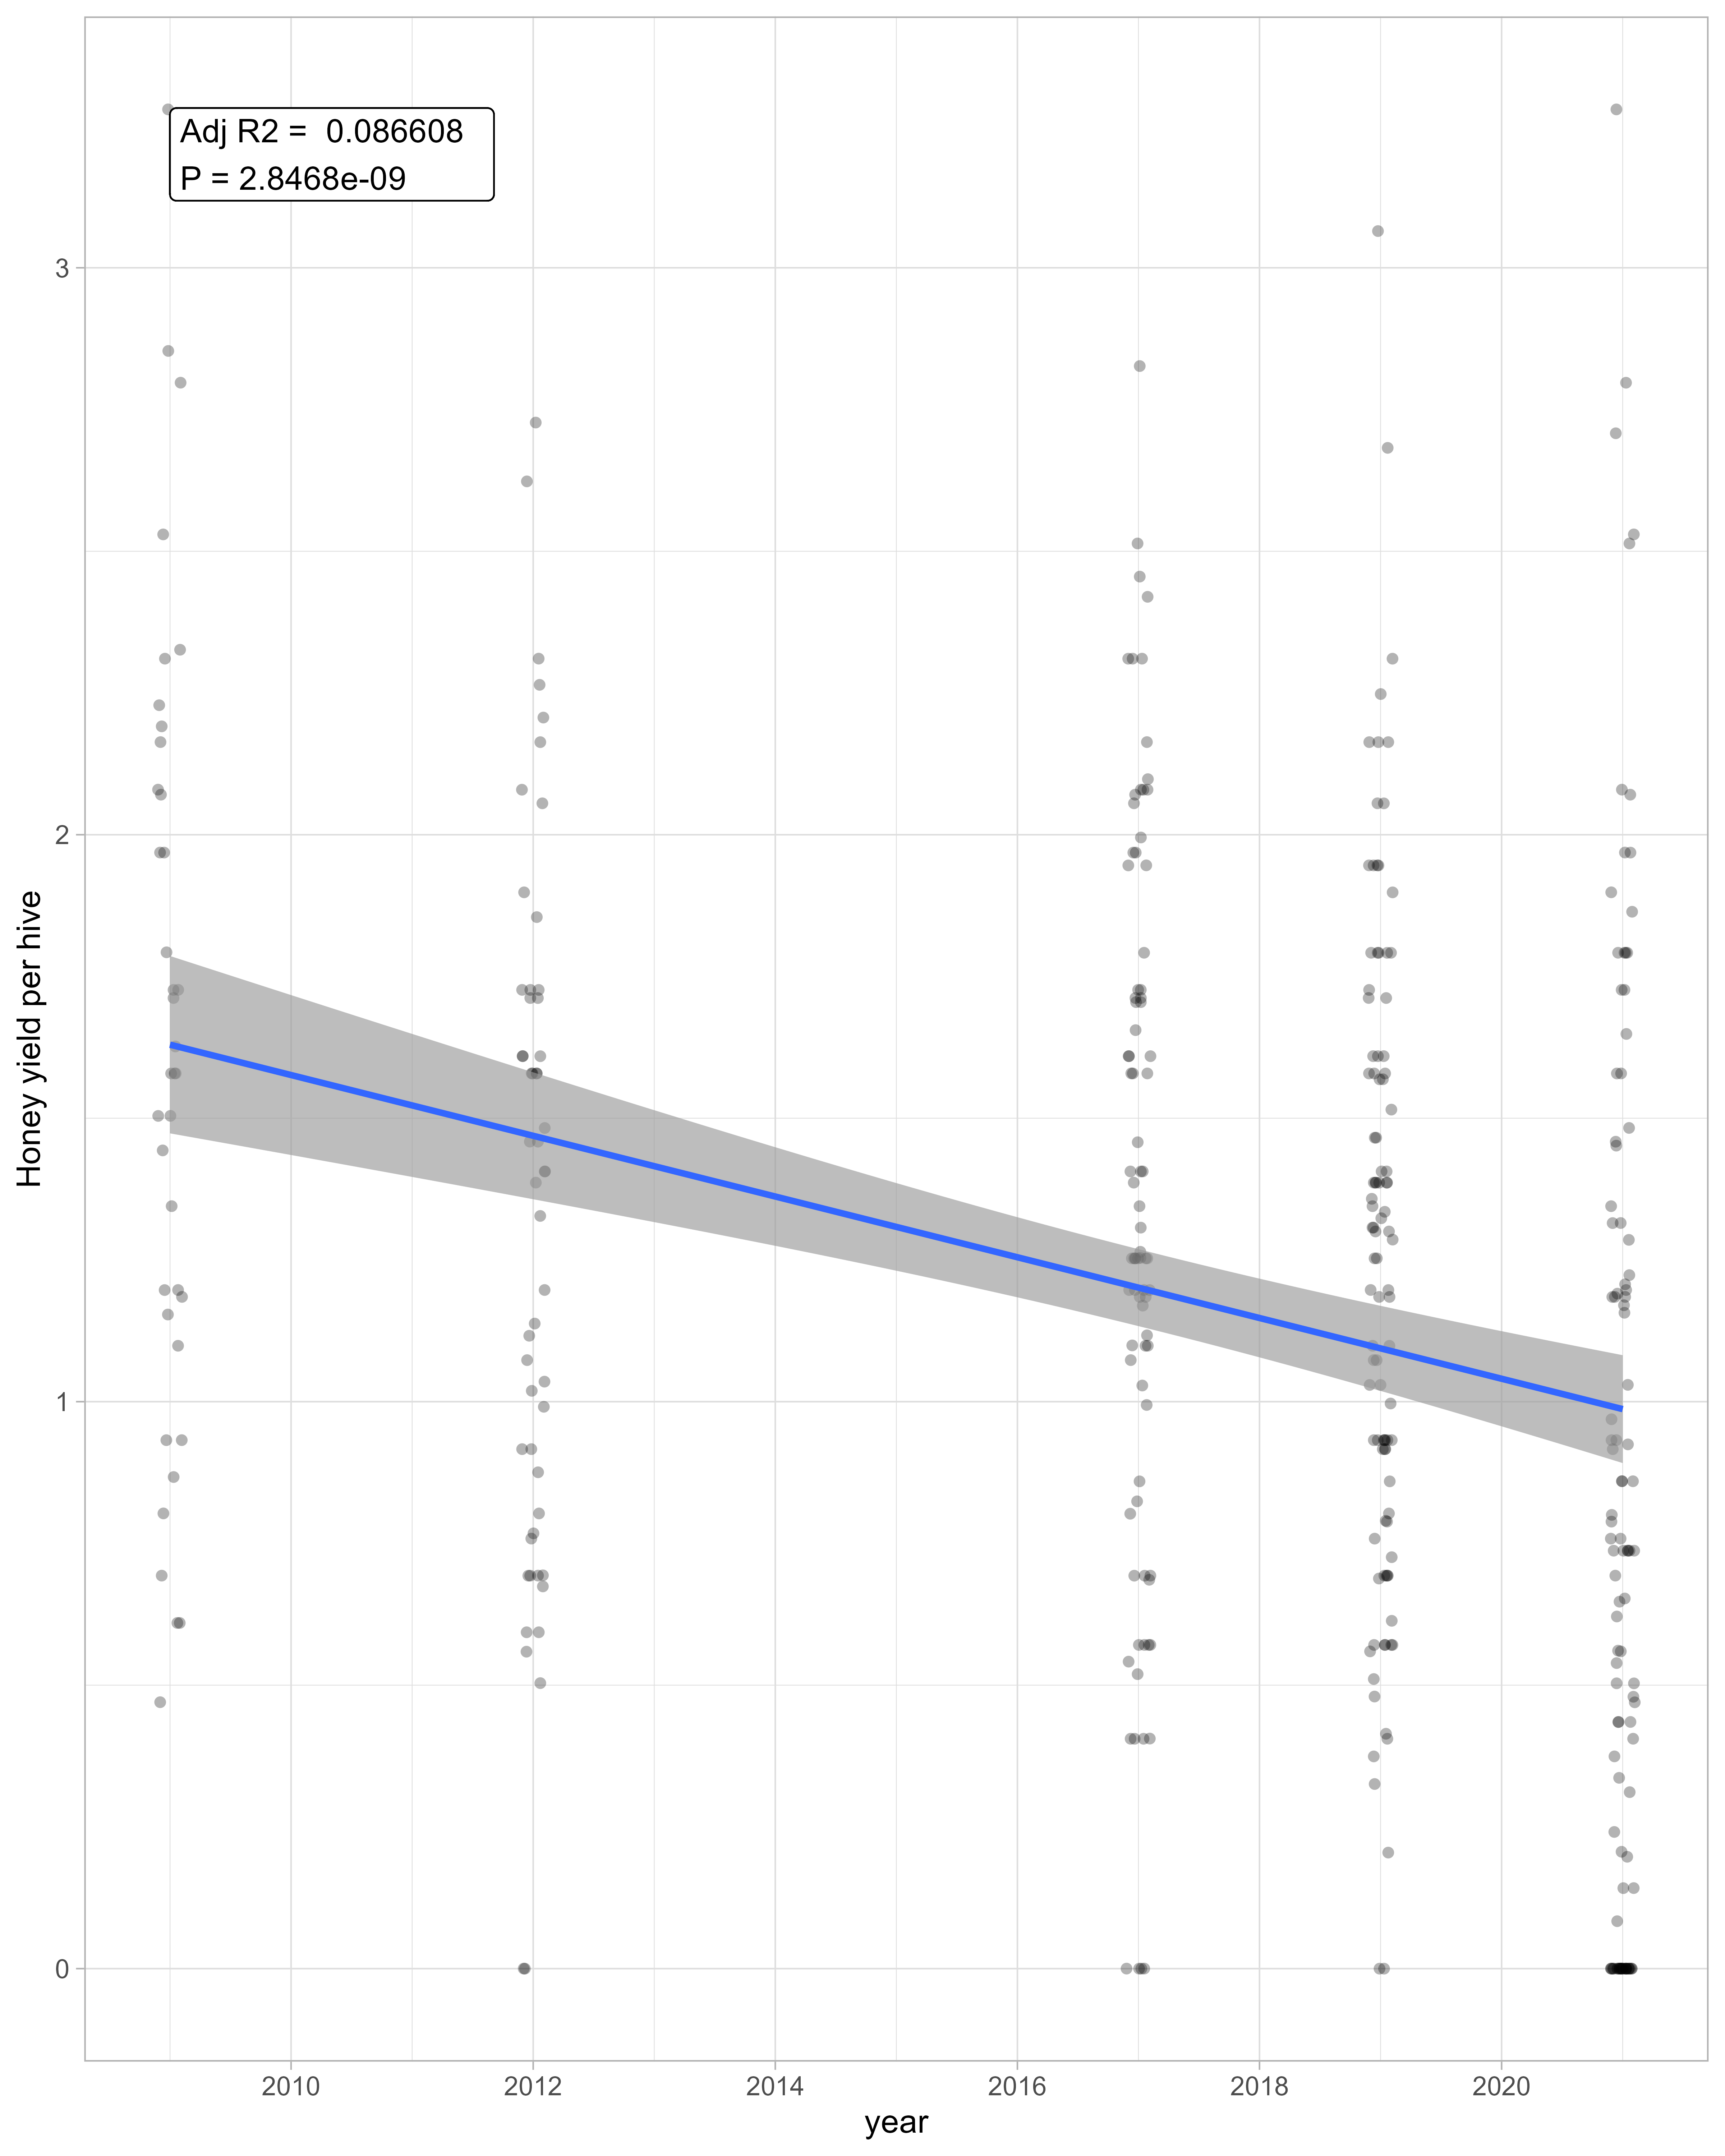 Adj R2 =  0.086608
P = 2.8468e-09
3
2
1
0
Honey yield per hive
2010 2012 2014 2016 2018 2020
year